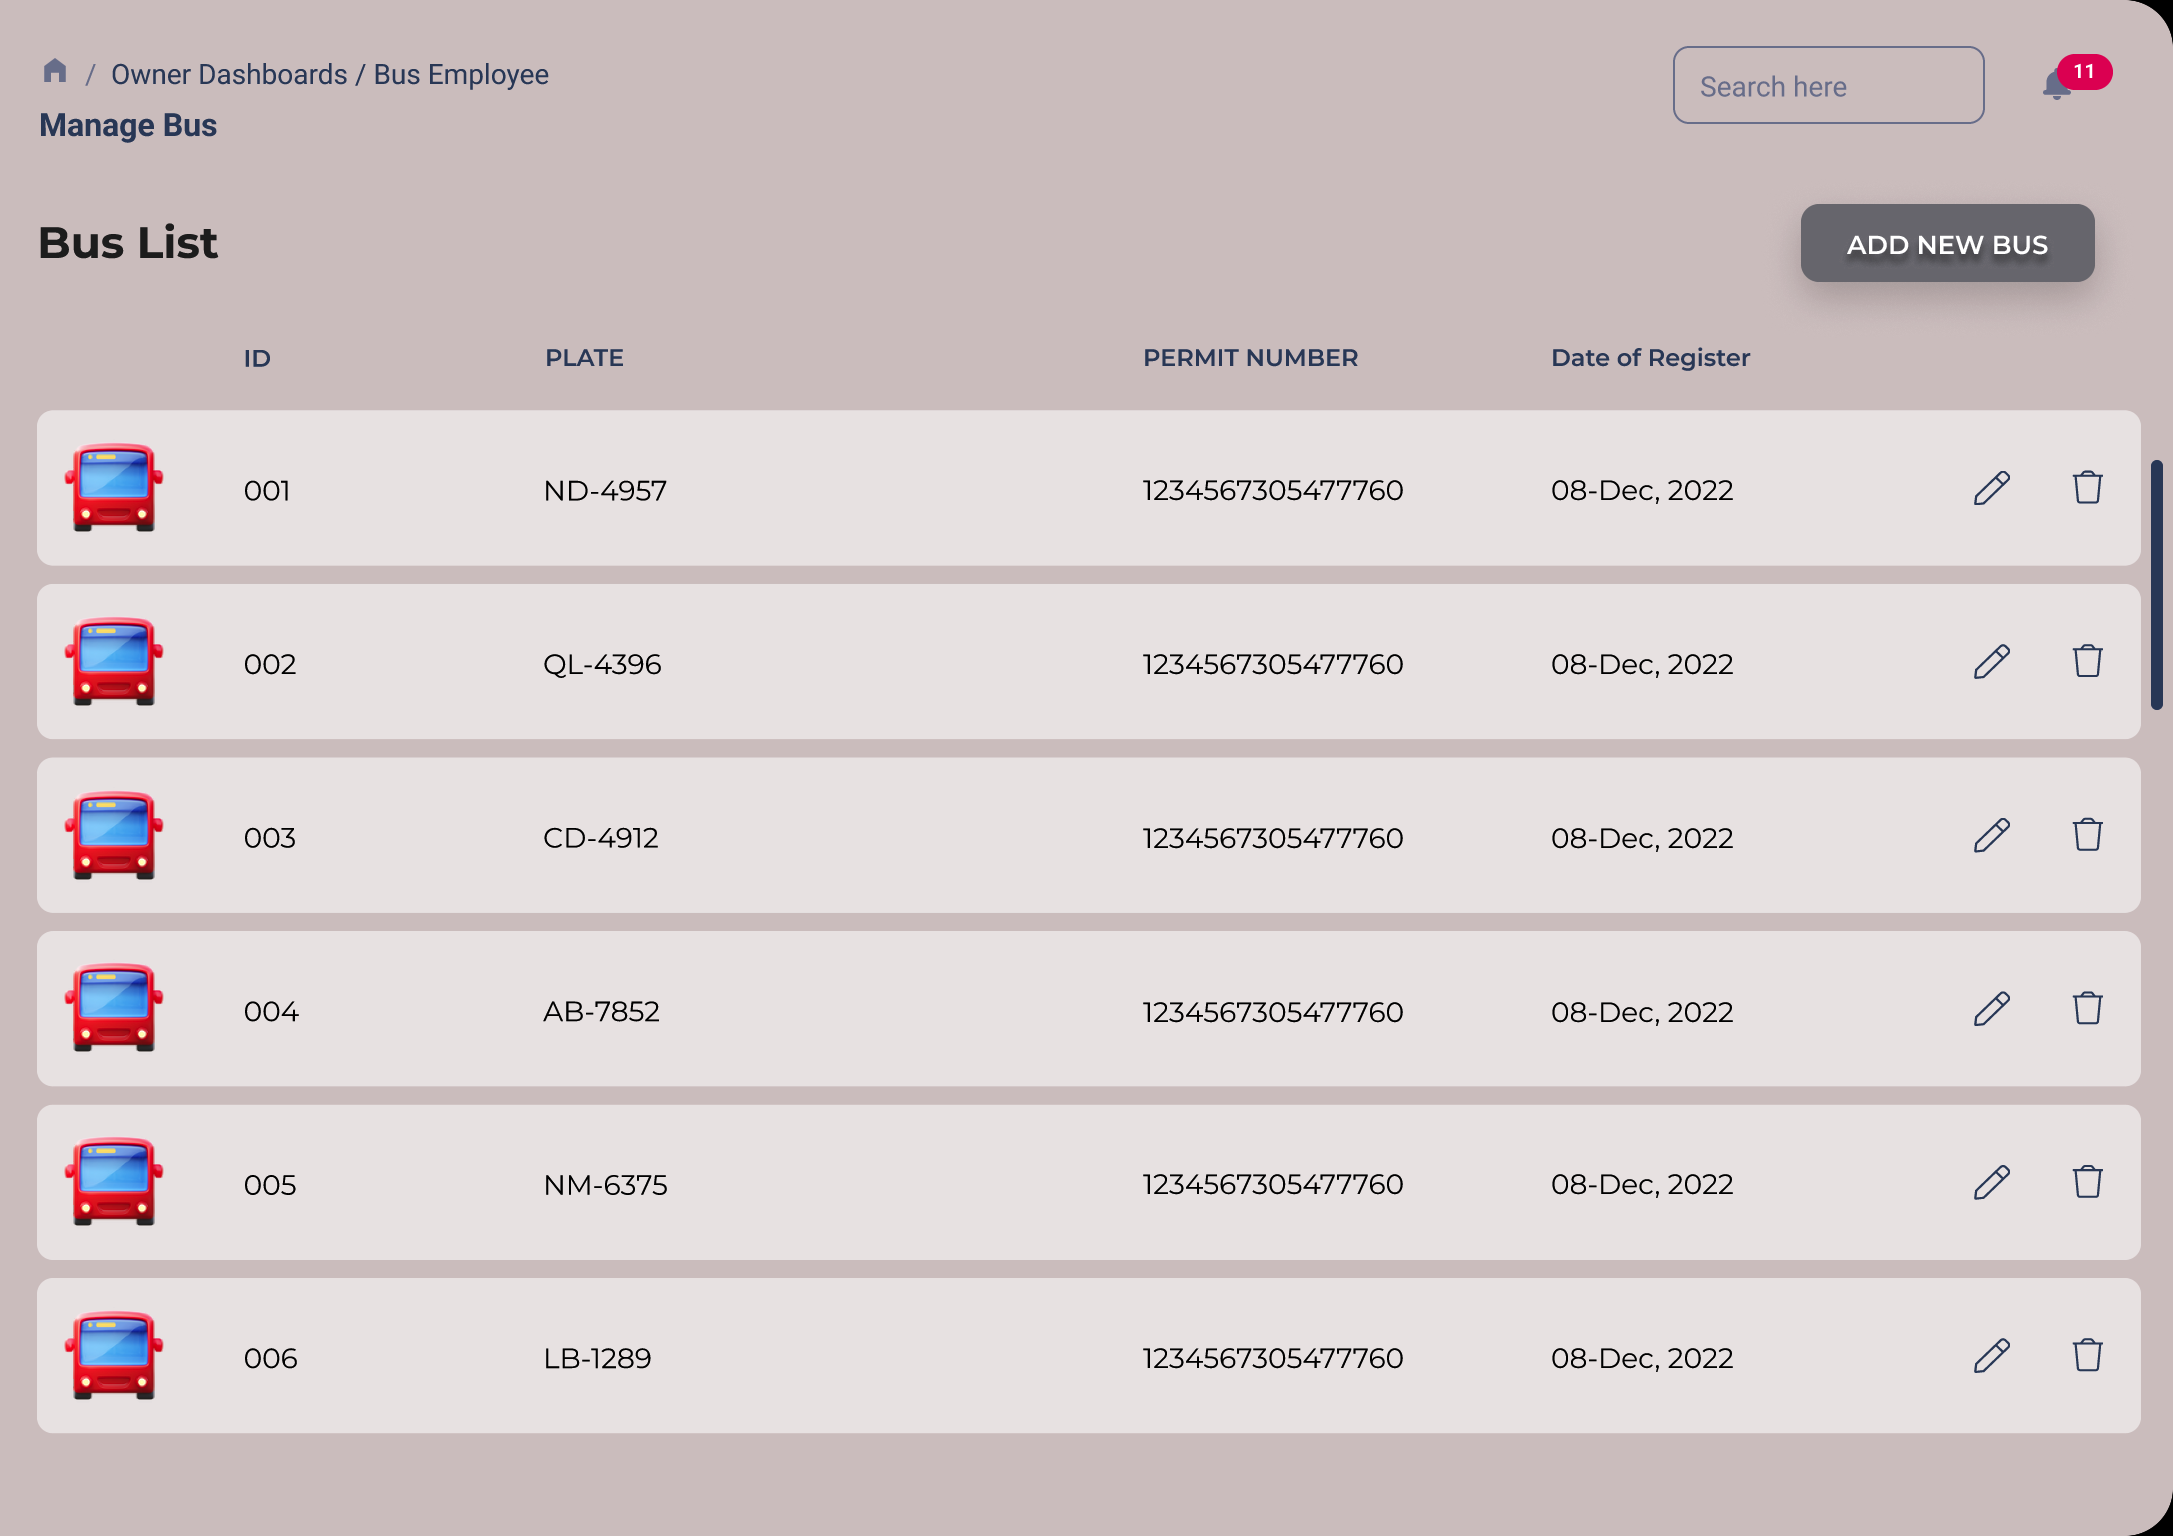 / Owner Dashboards / Bus Employee
Manage Bus
Search here
11
Bus List
ADD NEW BUS
ID PLATE PERMIT NUMBER Date of Register
001 ND-4957 1234567305477760 08-Dec, 2022
002 QL-4396 1234567305477760 08-Dec, 2022
003 CD-4912 1234567305477760 08-Dec, 2022
004 AB-7852 1234567305477760 08-Dec, 2022
005 NM-6375 1234567305477760 08-Dec, 2022
006 LB-1289 1234567305477760 08-Dec, 2022